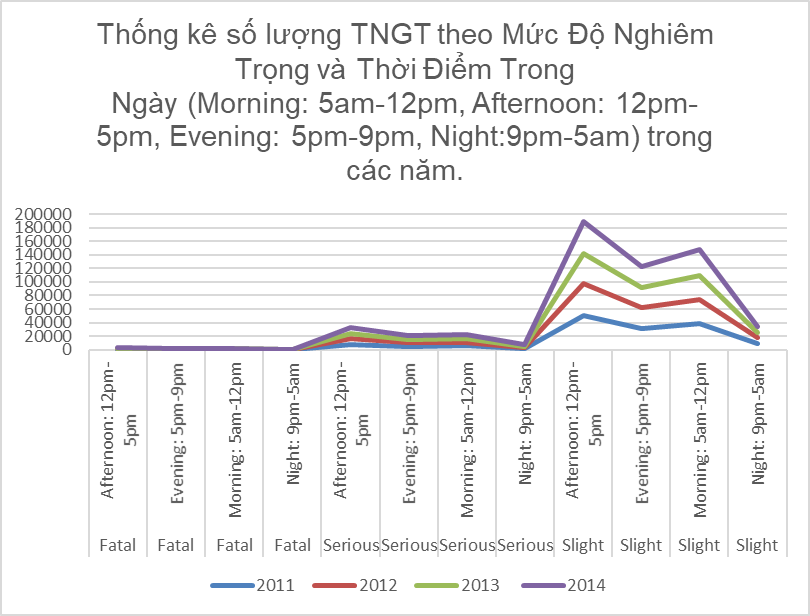 Thống kê số lượng TNGT theo Mức Độ Nghiêm
Trọng và Thời Điểm Trong
Ngày (Morning: 5am-12pm, Afternoon: 12pm-
5pm, Evening: 5pm-9pm, Night:9pm-5am) trong
các năm.
200000
180000
160000
140000
120000
100000
80000
60000
40000
20000
0
Afternoon: 12pm-
5pm
Evening: 5pm-9pm
Morning: 5am-12pm
Night: 9pm-5am
Afternoon: 12pm-
5pm
Evening: 5pm-9pm
Morning: 5am-12pm
Night: 9pm-5am
Afternoon: 12pm-
5pm
Evening: 5pm-9pm
Morning: 5am-12pm
Night: 9pm-5am
Fatal Fatal Fatal Fatal Serious Serious Serious Serious Slight Slight Slight Slight
2011 2012 2013 2014